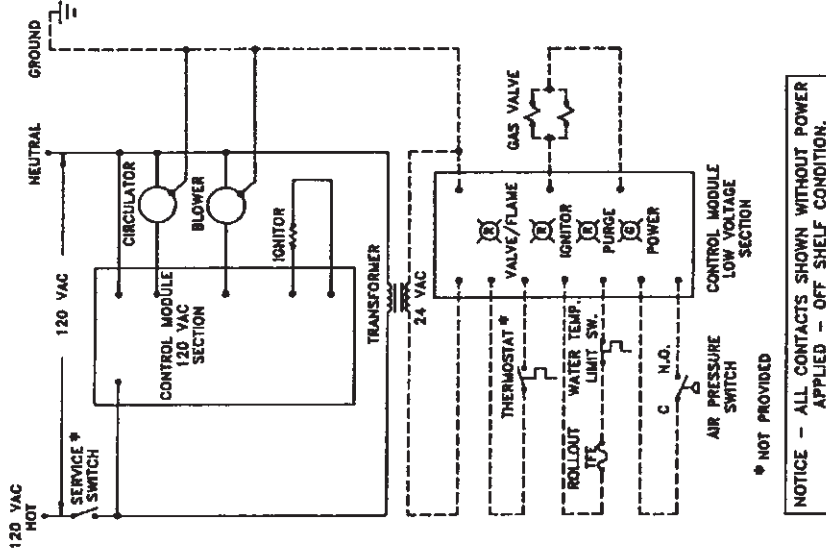 120 VAC
HOT
NEUTRAL
GROUND
120 VAC
SERVICE *
SWITCH
CONTROL MODULE
120 VAC
SECTION
CIRCULATOR
BLOWER
IGNITOR
TRANSFORMER
24 VAC
THERMOSTAT *
ROLLOUT
TFE
WATER TEMP.
LIMIT SW.
C N.O.
AIR PRESSURE
SWITCH
GAS VALVE
R
VALVE/FLAME
R
IGNITOR
R
PURGE
G
POWER
CONTROL MODULE
LOW VOLTAGE
SECTION
* NOT PROVIDED
NOTICE - ALL CONTACTS SHOWN WITHOUT POWER
APPLIED - OFF SHELF CONDITION.